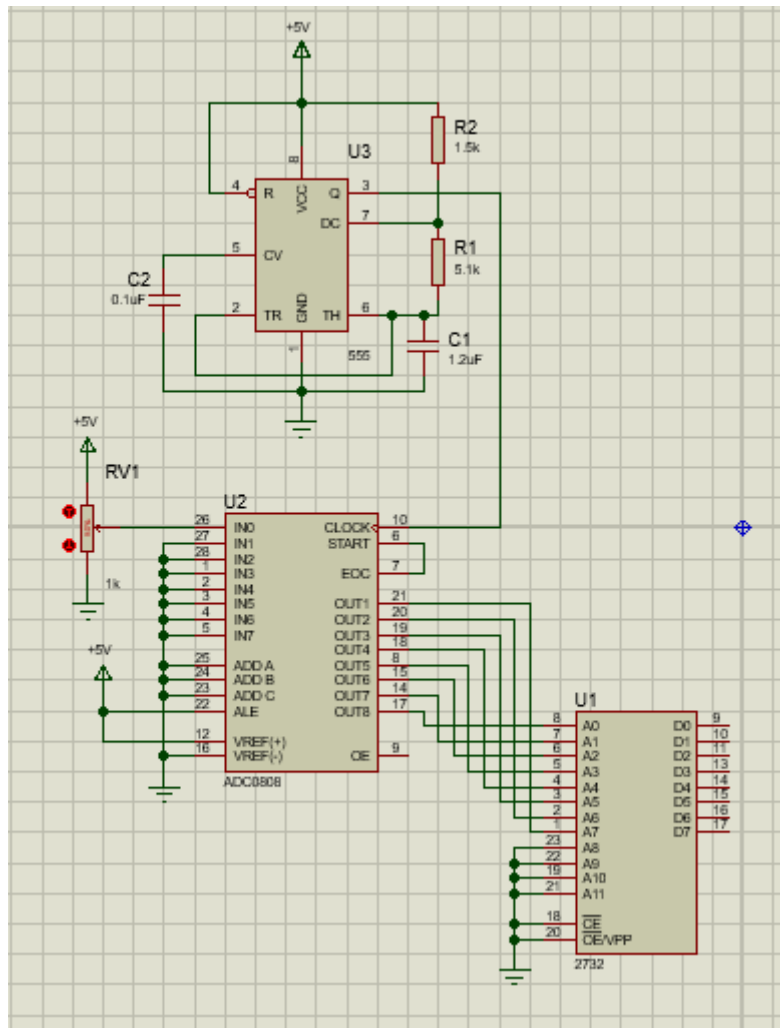 +5V
R2
1.5k
U3
8
VCC
4
R
Q
3
DC
7
R1
5.1k
5
CV
C2
0.1uF
2
TR
GND
TH
6
C1
1.2uF
1
555
+5V
RV1
1k
U2
26
IN0
CLOCK
10
27
IN1
START
6
28
IN2
1
IN3
EOC
7
2
IN4
3
IN5
OUT1
21
4
IN6
OUT2
20
5
IN7
OUT3
19
OUT4
18
+5V
25
ADD A
OUT5
8
24
ADD B
OUT6
15
23
ADD C
OUT7
14
22
ALE
OUT8
17
12
VREF(+)
16
VREF(-)
OE
9
ADC0808
U1
8
A0
D0
9
7
A1
D1
10
6
A2
D2
11
5
A3
D3
13
4
A4
D4
14
3
A5
D5
15
2
A6
D6
16
1
A7
D7
17
23
A8
22
A9
19
A10
21
A11
18
CE
20
OE/VPP
2732